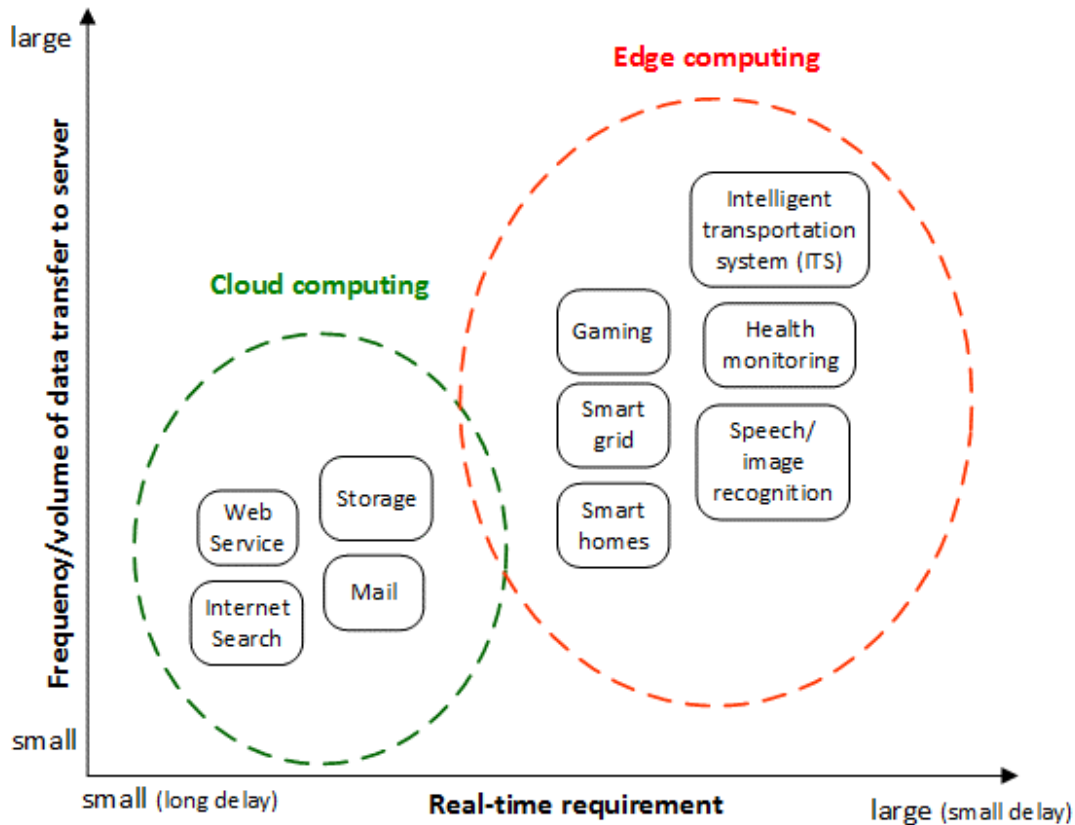 large
Edge computing
Frequency/volume of data transfer to server
Intelligent
transportation
system (ITS)
Cloud computing
Gaming
Health
monitoring
Smart
grid
Speech/
image
recognition
Storage
Web
Service
Smart
homes
Mail
Internet
Search
small
small (long delay)
Real-time requirement
large (small delay)